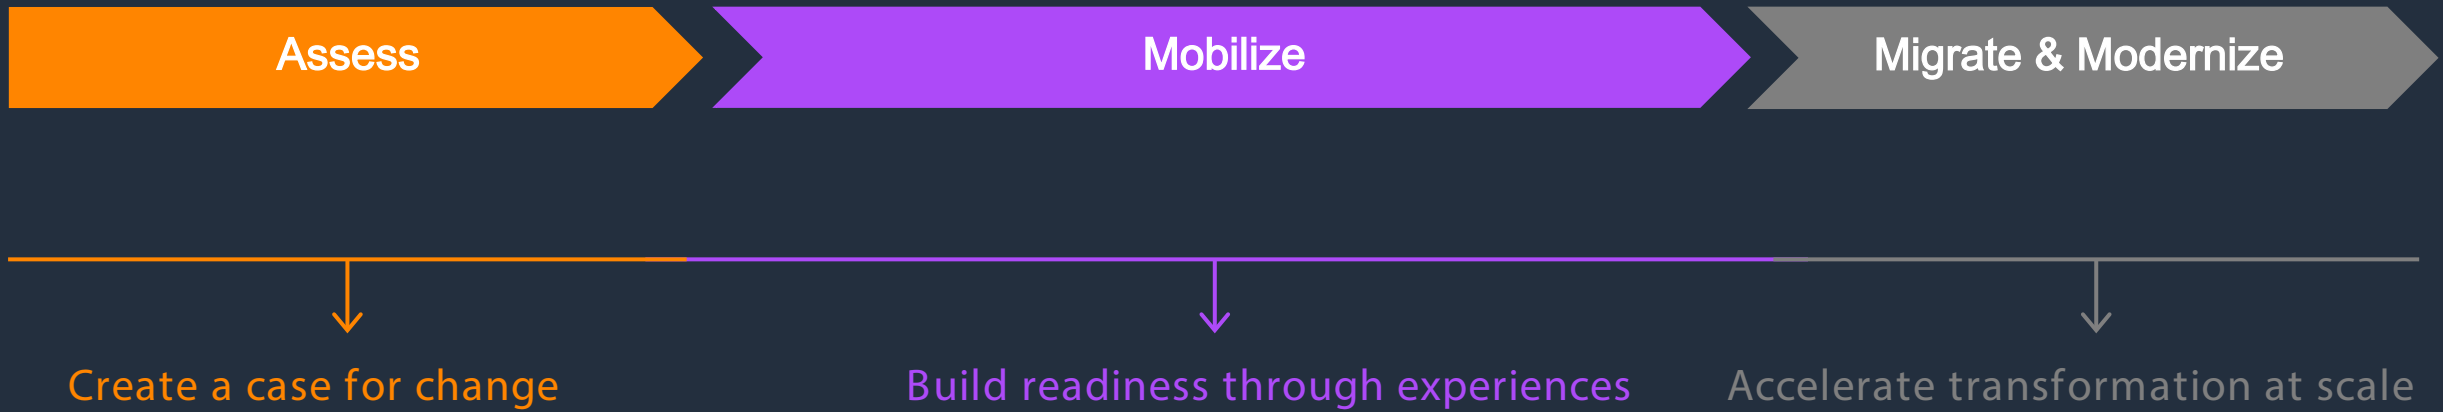 Assess
Mobilize
Migrate & Modernize
Create a case for change
Build readiness through experiences
Accelerate transformation at scale